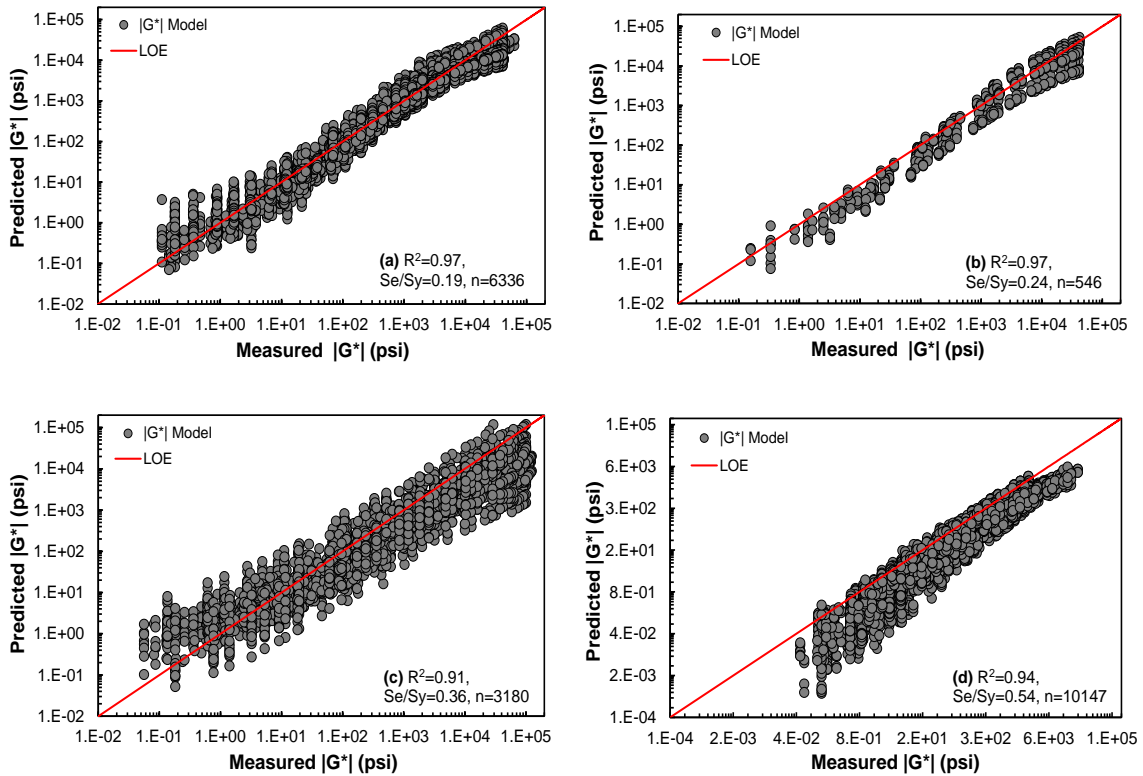 1.E+05
1.E+04
1.E+03
1.E+02
1.E+01
1.E+00
1.E-01
1.E-02
Predicted |G*| (psi)
|G*| Model
LOE
(a) R²=0.97,
Se/Sy=0.19, n=6336
1.E-02 1.E-01 1.E+00 1.E+01 1.E+02 1.E+03 1.E+04 1.E+05
Measured |G*| (psi)
1.E+05
1.E+04
1.E+03
1.E+02
1.E+01
1.E+00
1.E-01
1.E-02
Predicted |G*| (psi)
|G*| Model
LOE
(b) R²=0.97,
Se/Sy=0.24, n=546
1.E-02 1.E-01 1.E+00 1.E+01 1.E+02 1.E+03 1.E+04 1.E+05
Measured |G*| (psi)
1.E+05
1.E+04
1.E+03
1.E+02
1.E+01
1.E+00
1.E-01
1.E-02
Predicted |G*| (psi)
|G*| Model
LOE
(c) R²=0.91,
Se/Sy=0.36, n=3180
1.E-02 1.E-01 1.E+00 1.E+01 1.E+02 1.E+03 1.E+04 1.E+05
Measured |G*| (psi)
1.E+05
6.E+03
3.E+02
2.E+01
8.E-01
4.E-02
2.E-03
1.E-04
Predicted |G*| (psi)
|G*| Model
LOE
(d) R²=0.94,
Se/Sy=0.54, n=10147
1.E-04 2.E-03 4.E-02 8.E-01 2.E+01 3.E+02 6.E+03 1.E+05
Measured |G*| (psi)